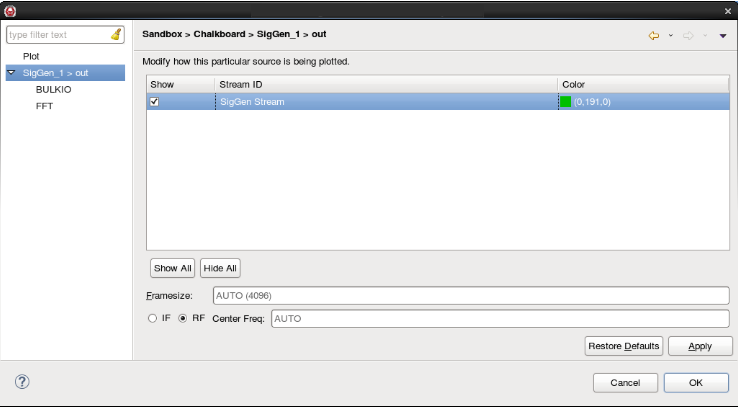 type filter text
Sandbox > Chalkboard > SigGen_1 > out
Plot
SigGen_1 > out
BULKIO
FFT
Modify how this particular source is being plotted.
Show Stream ID Color
SigGen Stream (0,191,0)
Show All Hide All
Framesize: AUTO (4096)
IF RF Center Freq: AUTO
Restore Defaults Apply
? Cancel OK